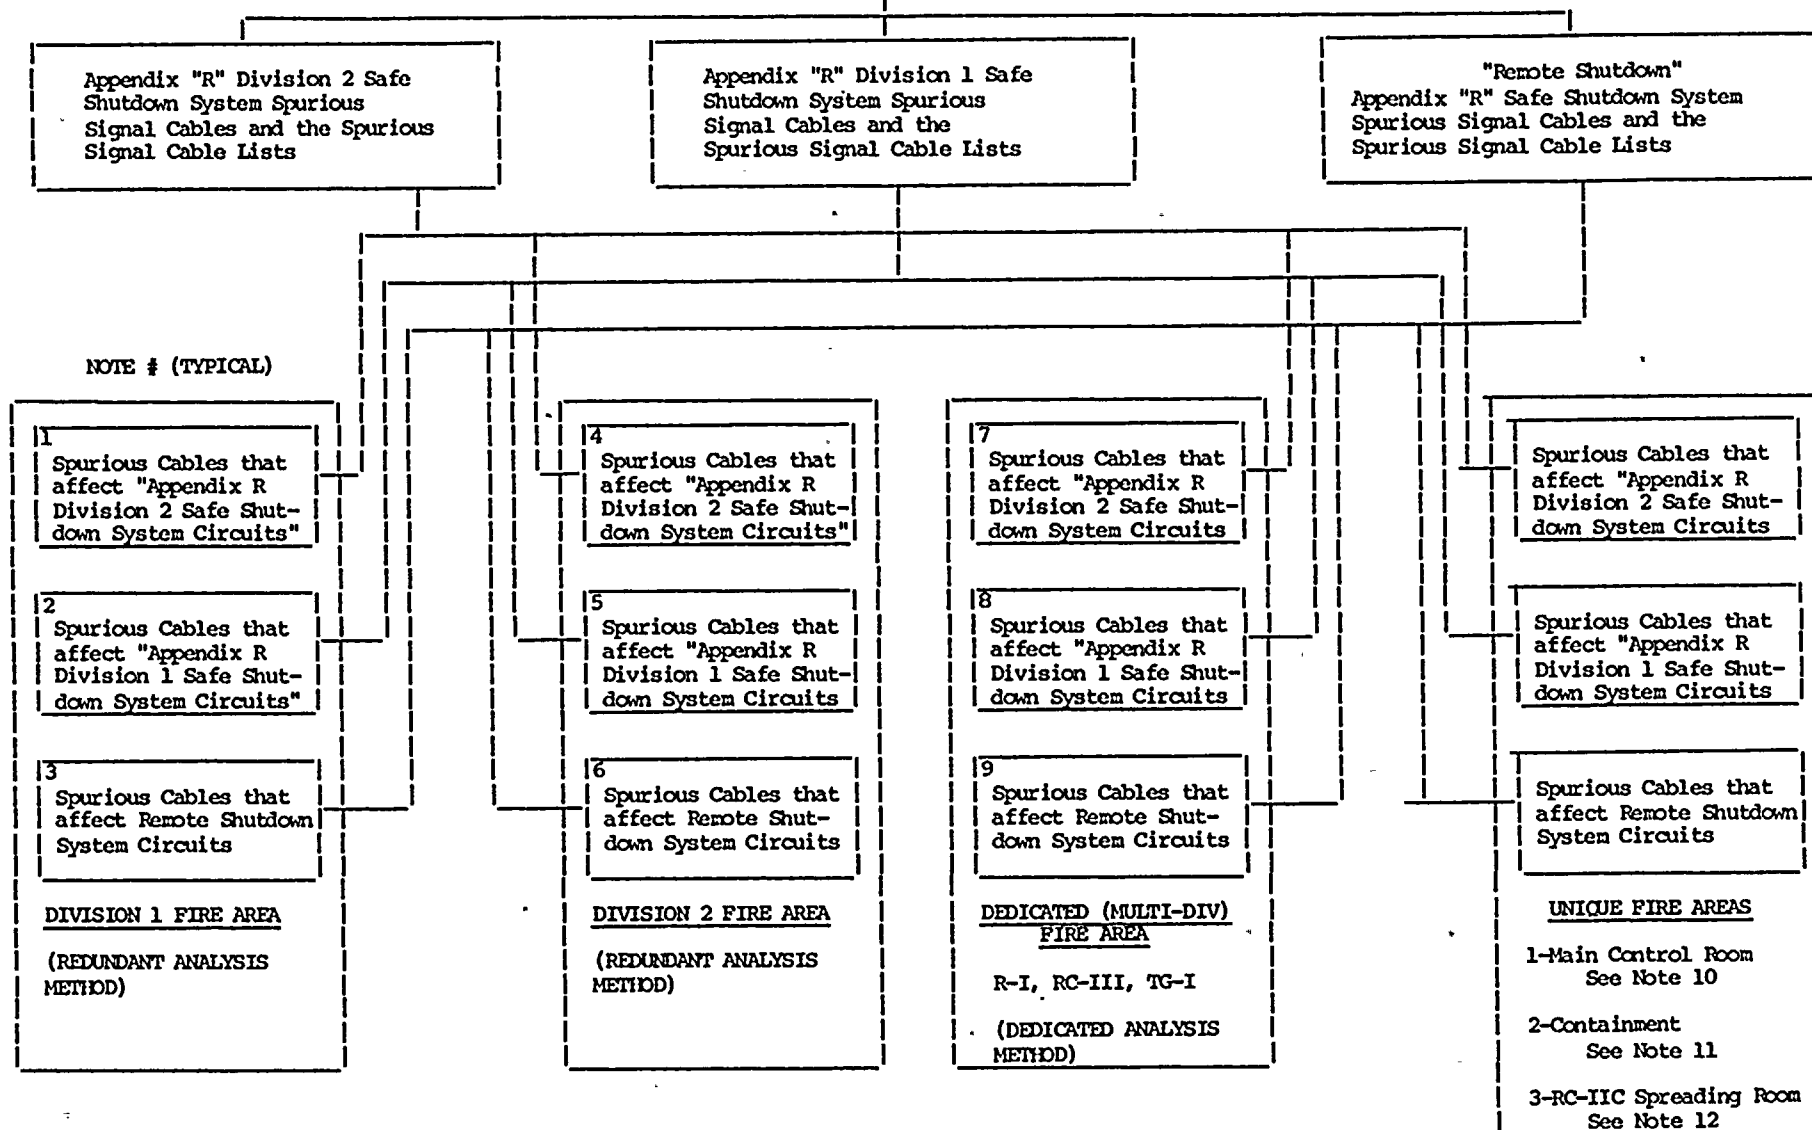 Appendix "R" Division 2 Safe
Shutdown System Spurious
Signal Cables and the Spurious
Signal Cable Lists
Appendix "R" Division 1 Safe
Shutdown System Spurious
Signal Cables and the
Spurious Signal Cable Lists
"Remote Shutdown"
Appendix "R" Safe Shutdown System
Spurious Signal Cables and the
Spurious Signal Cable Lists
NOTE # (TYPICAL)
1
Spurious Cables that
affect "Appendix R
Division 2 Safe Shut-
down System Circuits"
2
Spurious Cables that
affect "Appendix R
Division 1 Safe Shut-
down System Circuits"
3
Spurious Cables that
affect Remote Shutdown
System Circuits
DIVISION 1 FIRE AREA
(REDUNDANT ANALYSIS
METHOD)
4
Spurious Cables that
affect "Appendix R
Division 2 Safe Shut-
down System Circuits"
5
Spurious Cables that
affect "Appendix R
Division 1 Safe Shut-
down System Circuits
6
Spurious Cables that
affect Remote Shut-
down System Circuits
DIVISION 2 FIRE AREA
(REDUNDANT ANALYSIS
METHOD)
7
Spurious Cables that
affect "Appendix R
Division 2 Safe Shut-
down System Circuits
8
Spurious Cables that
affect "Appendix R
Division 1 Safe Shut-
down System Circuits
9
Spurious Cables that
affect Remote Shut-
down System Circuits
DEDICATED (MULTI-DIV)
FIRE AREA
R-I, RC-III, TG-I
(DEDICATED ANALYSIS
METHOD)
Spurious Cables that
affect "Appendix R
Division 2 Safe Shut-
down System Circuits
Spurious Cables that
affect "Appendix R
Division 1 Safe Shut-
down System Circuits
Spurious Cables that
affect Remote Shutdown
System Circuits
UNIQUE FIRE AREAS
1-Main Control Room
See Note 10
2-Containment
See Note 11
3-RC-IIC Spreading Room
See Note 12